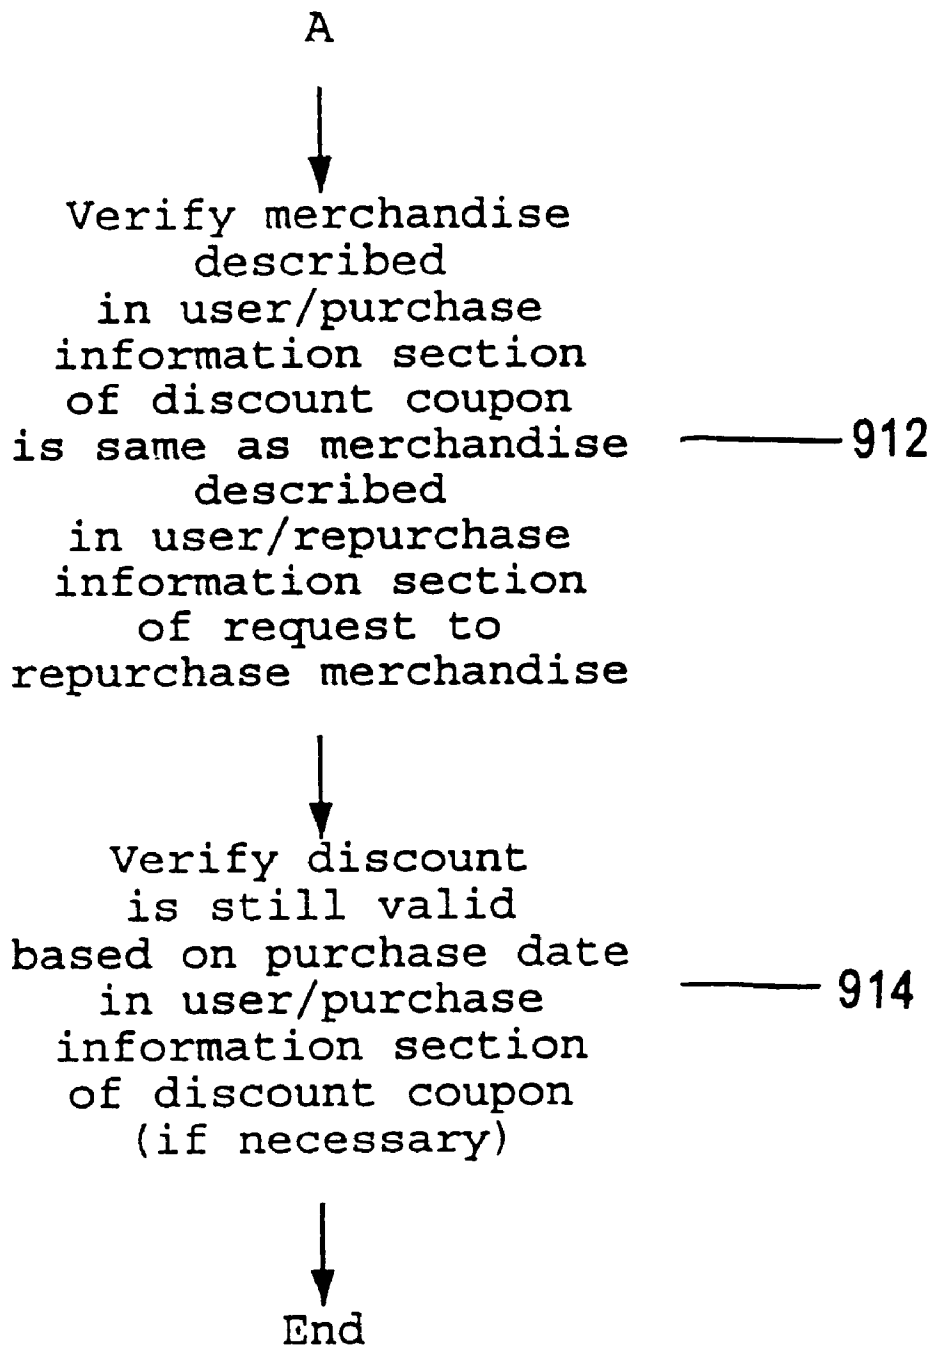 A
Verify merchandise
described
in user/purchase
information section
of discount coupon
is same as merchandise
912
described
in user/repurchase
information section
of request to
repurchase merchandise
Verify discount
is still valid
based on purchase date
in user/purchase
914
information section
of discount coupon
(if necessary)
End